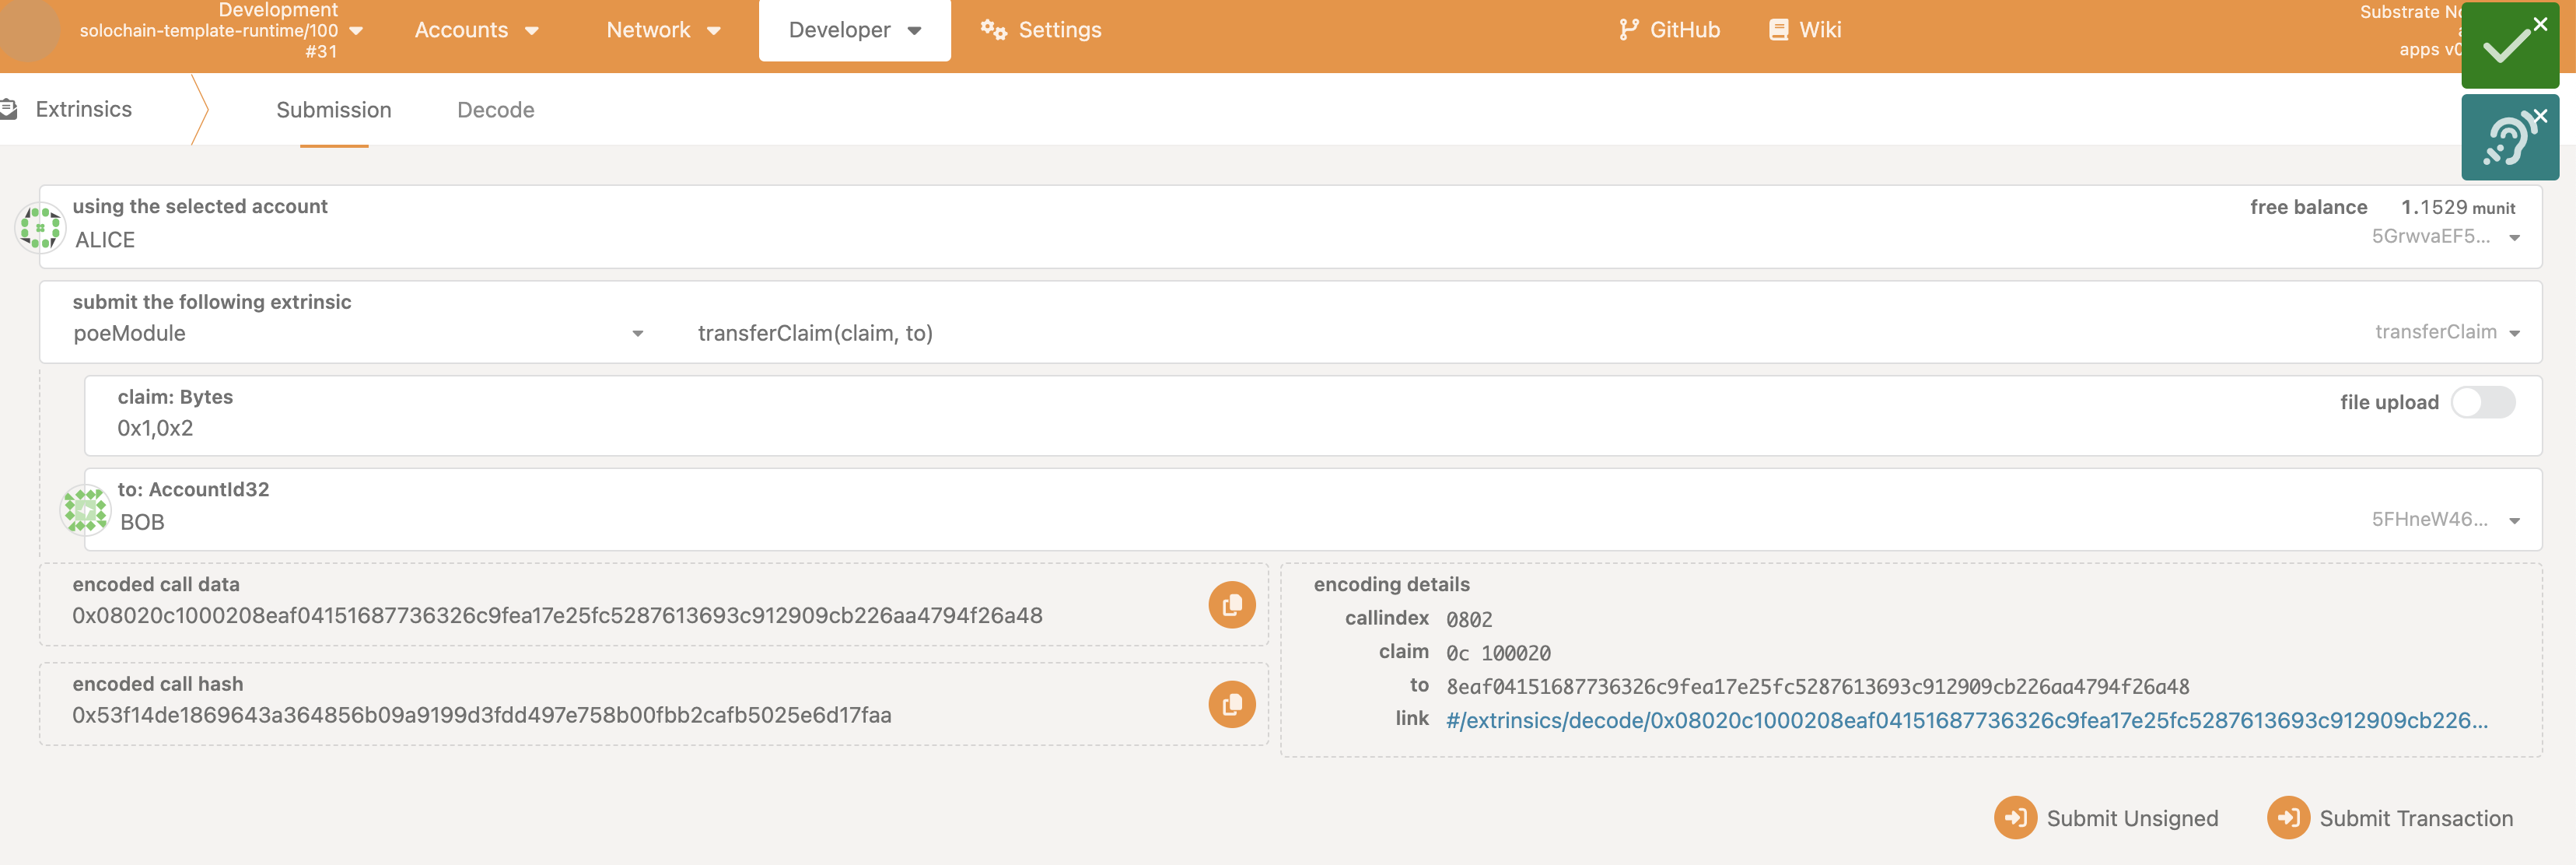 Development
solochain-template-runtime/100
#31
Accounts
Network
Developer
Settings
GitHub
Wiki
Substrate No
apps v0
Extrinsics
Submission
Decode
using the selected account
ALICE
free balance 1.1529 munit
5GrwvaEF5...
submit the following extrinsic
poeModule
transferClaim(claim, to)
transferClaim
claim: Bytes
0x1,0x2
file upload
to: AccountId32
BOB
5FHneW46...
encoded call data
0x08020c1000208eaf04151687736326c9fea17e25fc5287613693c912909cb226aa4794f26a48
encoded call hash
0x53f14de1869643a364856b09a9199d3fdd497e758b00fbb2cafb5025e6d17faa
encoding details
callindex 0802
claim 0c 100020
to 8eaf04151687736326c9fea17e25fc5287613693c912909cb226aa4794f26a48
link #/extrinsics/decode/0x08020c1000208eaf04151687736326c9fea17e25fc5287613693c912909cb226...
Submit Unsigned
Submit Transaction